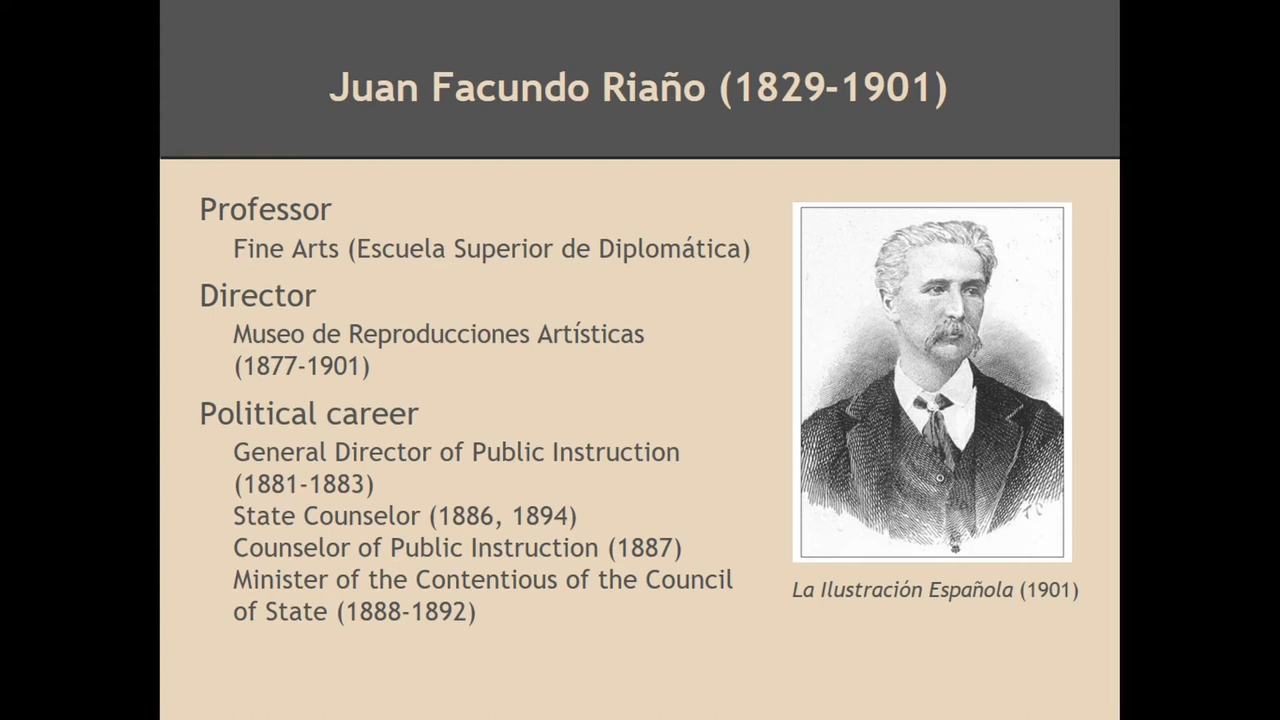 Juan Facundo Riaño (1829-1901)
Professor
Fine Arts (Escuela Superior de Diplomática)
Director
Museo de Reproducciones Artísticas
(1877-1901)
Political career
General Director of Public Instruction
(1881-1883)
State Counselor (1886, 1894)
Counselor of Public Instruction (1887)
Minister of the Contentious of the Council
of State (1888-1892)
La Ilustración Española (1901)